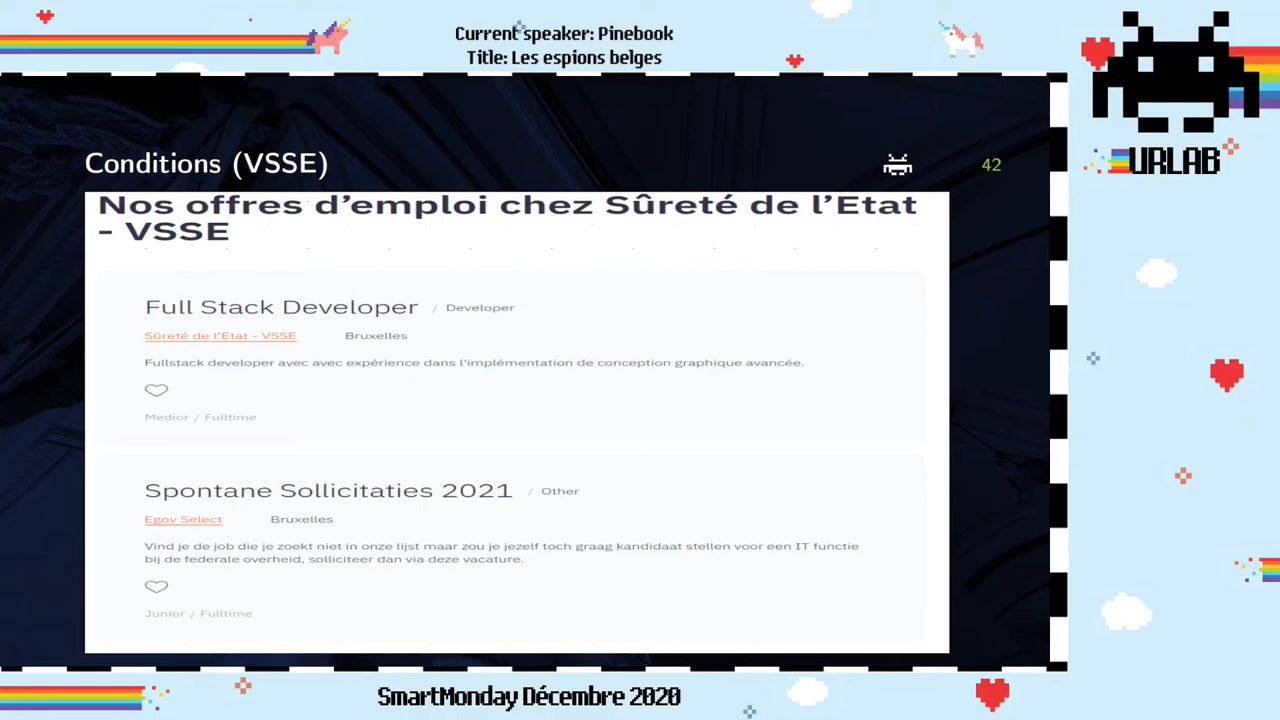 Current speaker: Pinebook
Title: Les espions belges
URLAB
Conditions (VSSE)
42
Nos offres d'emploi chez Sûreté de l'Etat
- VSSE
Full Stack Developer / Developer
Sûreté de l'Etat - VSSE Bruxelles
Fullstack developer avec avec expérience dans l'implémentation de conception graphique avancée.
Medior / Fulltime
Spontane Sollicitaties 2021 / Other
Egov Select Bruxelles
Vind je de job die je zoekt niet in onze lijst maar zou je jezelf toch graag kandidaat stellen voor een IT functie
bij de federale overheid, solliciteer dan via deze vacature.
Junior / Fulltime
SmartMonday Décembre 2020